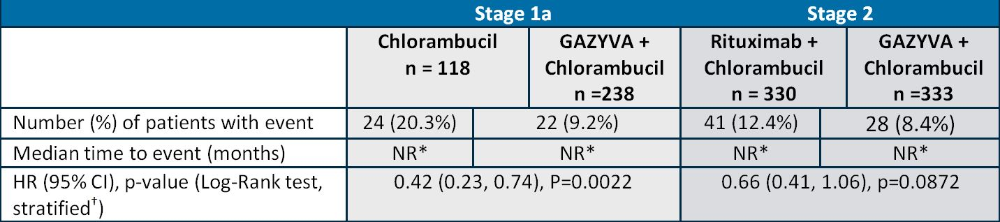 Stage 1a Stage 2
Chlorambucil
n = 118
GAZYVA +
Chlorambucil
n =238
Rituximab +
Chlorambucil
n = 330
GAZYVA +
Chlorambucil
n =333
Number (%) of patients with event 24 (20.3%) 22 (9.2%) 41 (12.4%) 28 (8.4%)
Median time to event (months) NR* NR* NR* NR*
HR (95% CI), p-value (Log-Rank test,
stratified†)
0.42 (0.23, 0.74), P=0.0022 0.66 (0.41, 1.06), p=0.0872